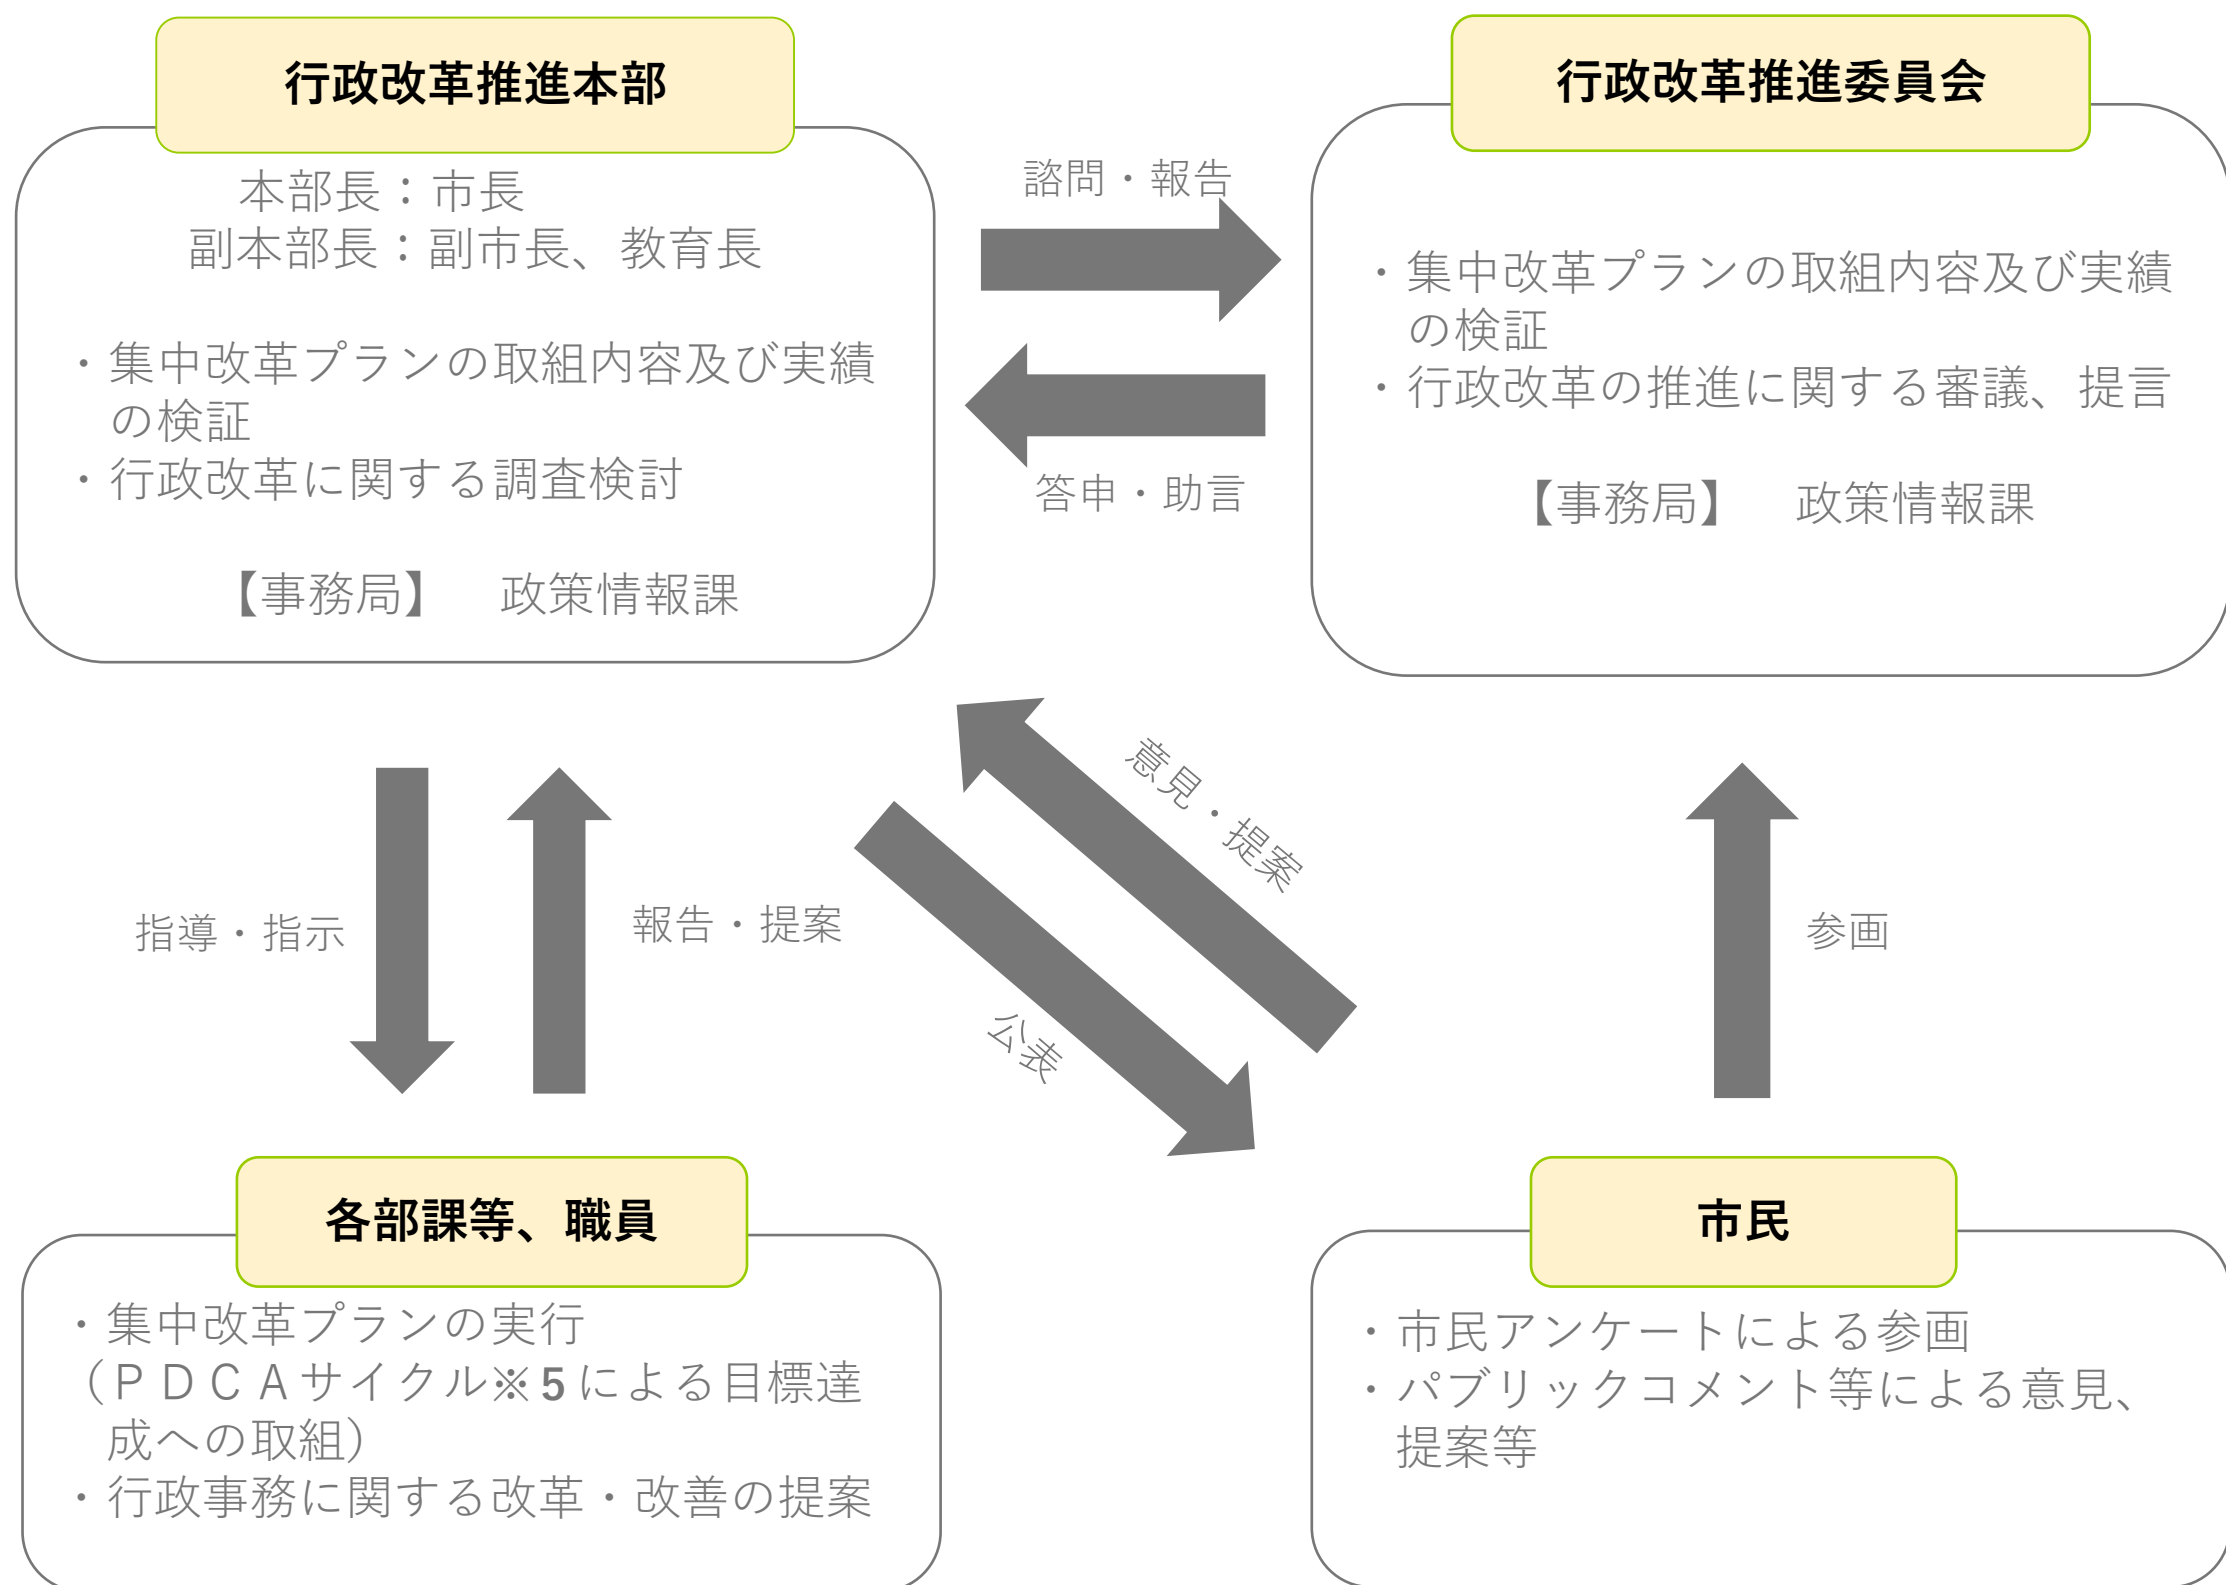 行政改革推進本部
本部長：市長
副本部長：副市長、教育長
・集中改革プランの取組内容及び実績
の検証
・行政改革に関する調査検討
【事務局】　政策情報課
諮問・報告
答申・助言
行政改革推進委員会
・集中改革プランの取組内容及び実績
の検証
・行政改革の推進に関する審議、提言
【事務局】　政策情報課
指導・指示
報告・提案
意見・提案
公表
参画
各部課等、職員
・集中改革プランの実行
（ＰＤＣＡサイクル※5による目標達
成への取組）
・行政事務に関する改革・改善の提案
市民
・市民アンケートによる参画
・パブリックコメント等による意見、
提案等